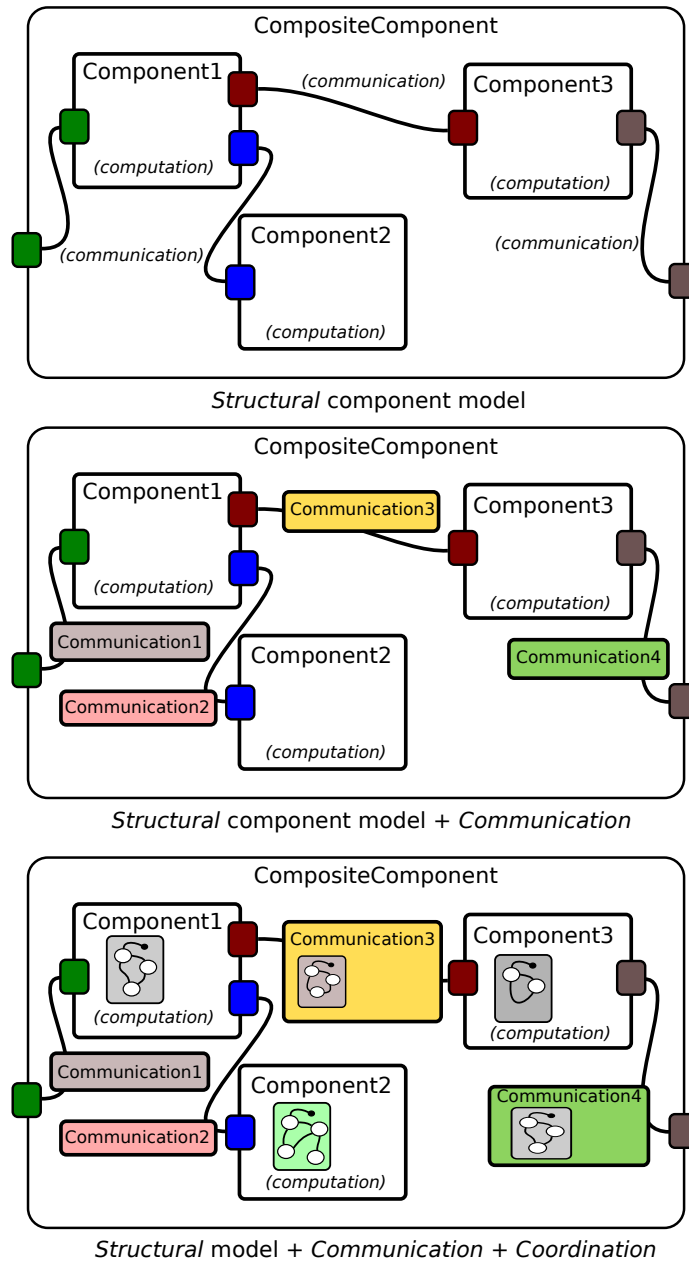 CompositeComponent
Component1
(communication)
Component3
(computation)
(computation)
Component2
(communication)
(communication)
(computation)
Structural component model
CompositeComponent
Component1
Communication3
Component3
(computation)
(computation)
Communication1
Component2
Communication4
Communication2
(computation)
Structural component model + Communication
CompositeComponent
Component1
Communication3
Component3
(computation)
(computation)
Communication1
Component2
Communication4
Communication2
(computation)
Structural model + Communication + Coordination